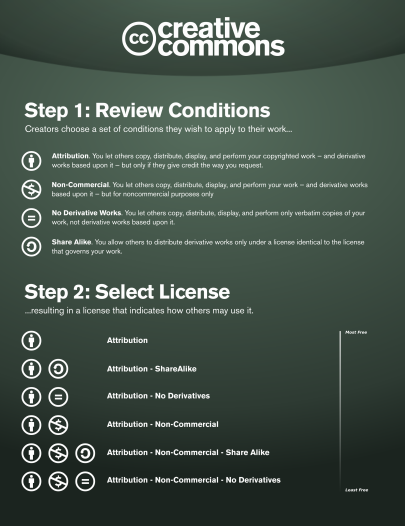 cc creative commons
Step 1: Review Conditions
Creators choose a set of conditions they wish to apply to their work...
Attribution. You let others copy, distribute, display, and perform your copyrighted work – and derivative
works based upon it – but only if they give credit the way you request.
Non-Commercial. You let others copy, distribute, display, and perform your work – and derivative works
based upon it – but for noncommercial purposes only
No Derivative Works. You let others copy, distribute, display, and perform only verbatim copies of your
work, not derivative works based upon it.
Share Alike. You allow others to distribute derivative works only under a license identical to the license
that governs your work.
Step 2: Select License
...resulting in a license that indicates how others may use it.
Attribution
Most Free
Attribution - ShareAlike
Attribution - No Derivatives
Attribution - Non-Commercial
Attribution - Non-Commercial - Share Alike
Attribution - Non-Commercial - No Derivatives
Least Free